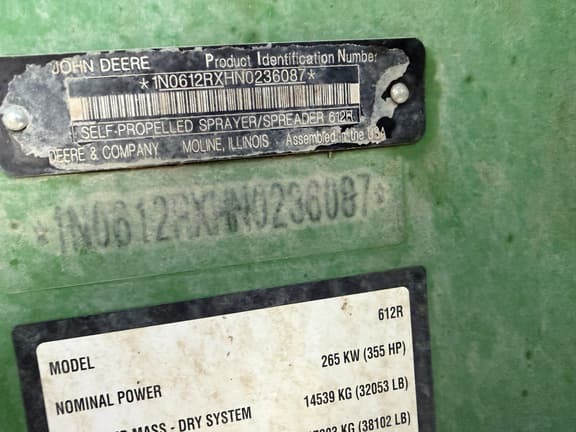 JOHN DEERE Product Identification Number
*1N0612RXHN0236087*
SELF-PROPELLED SPRAYER/SPREADER 612R
DEERE & COMPANY MOLINE, ILLINOIS Assembled in the USA
*1N0612RXHN0236087*
MODEL 612R
NOMINAL POWER 265 KW (355 HP)
MASS - DRY SYSTEM 14539 KG (32053 LB)
KG (38102 LB)